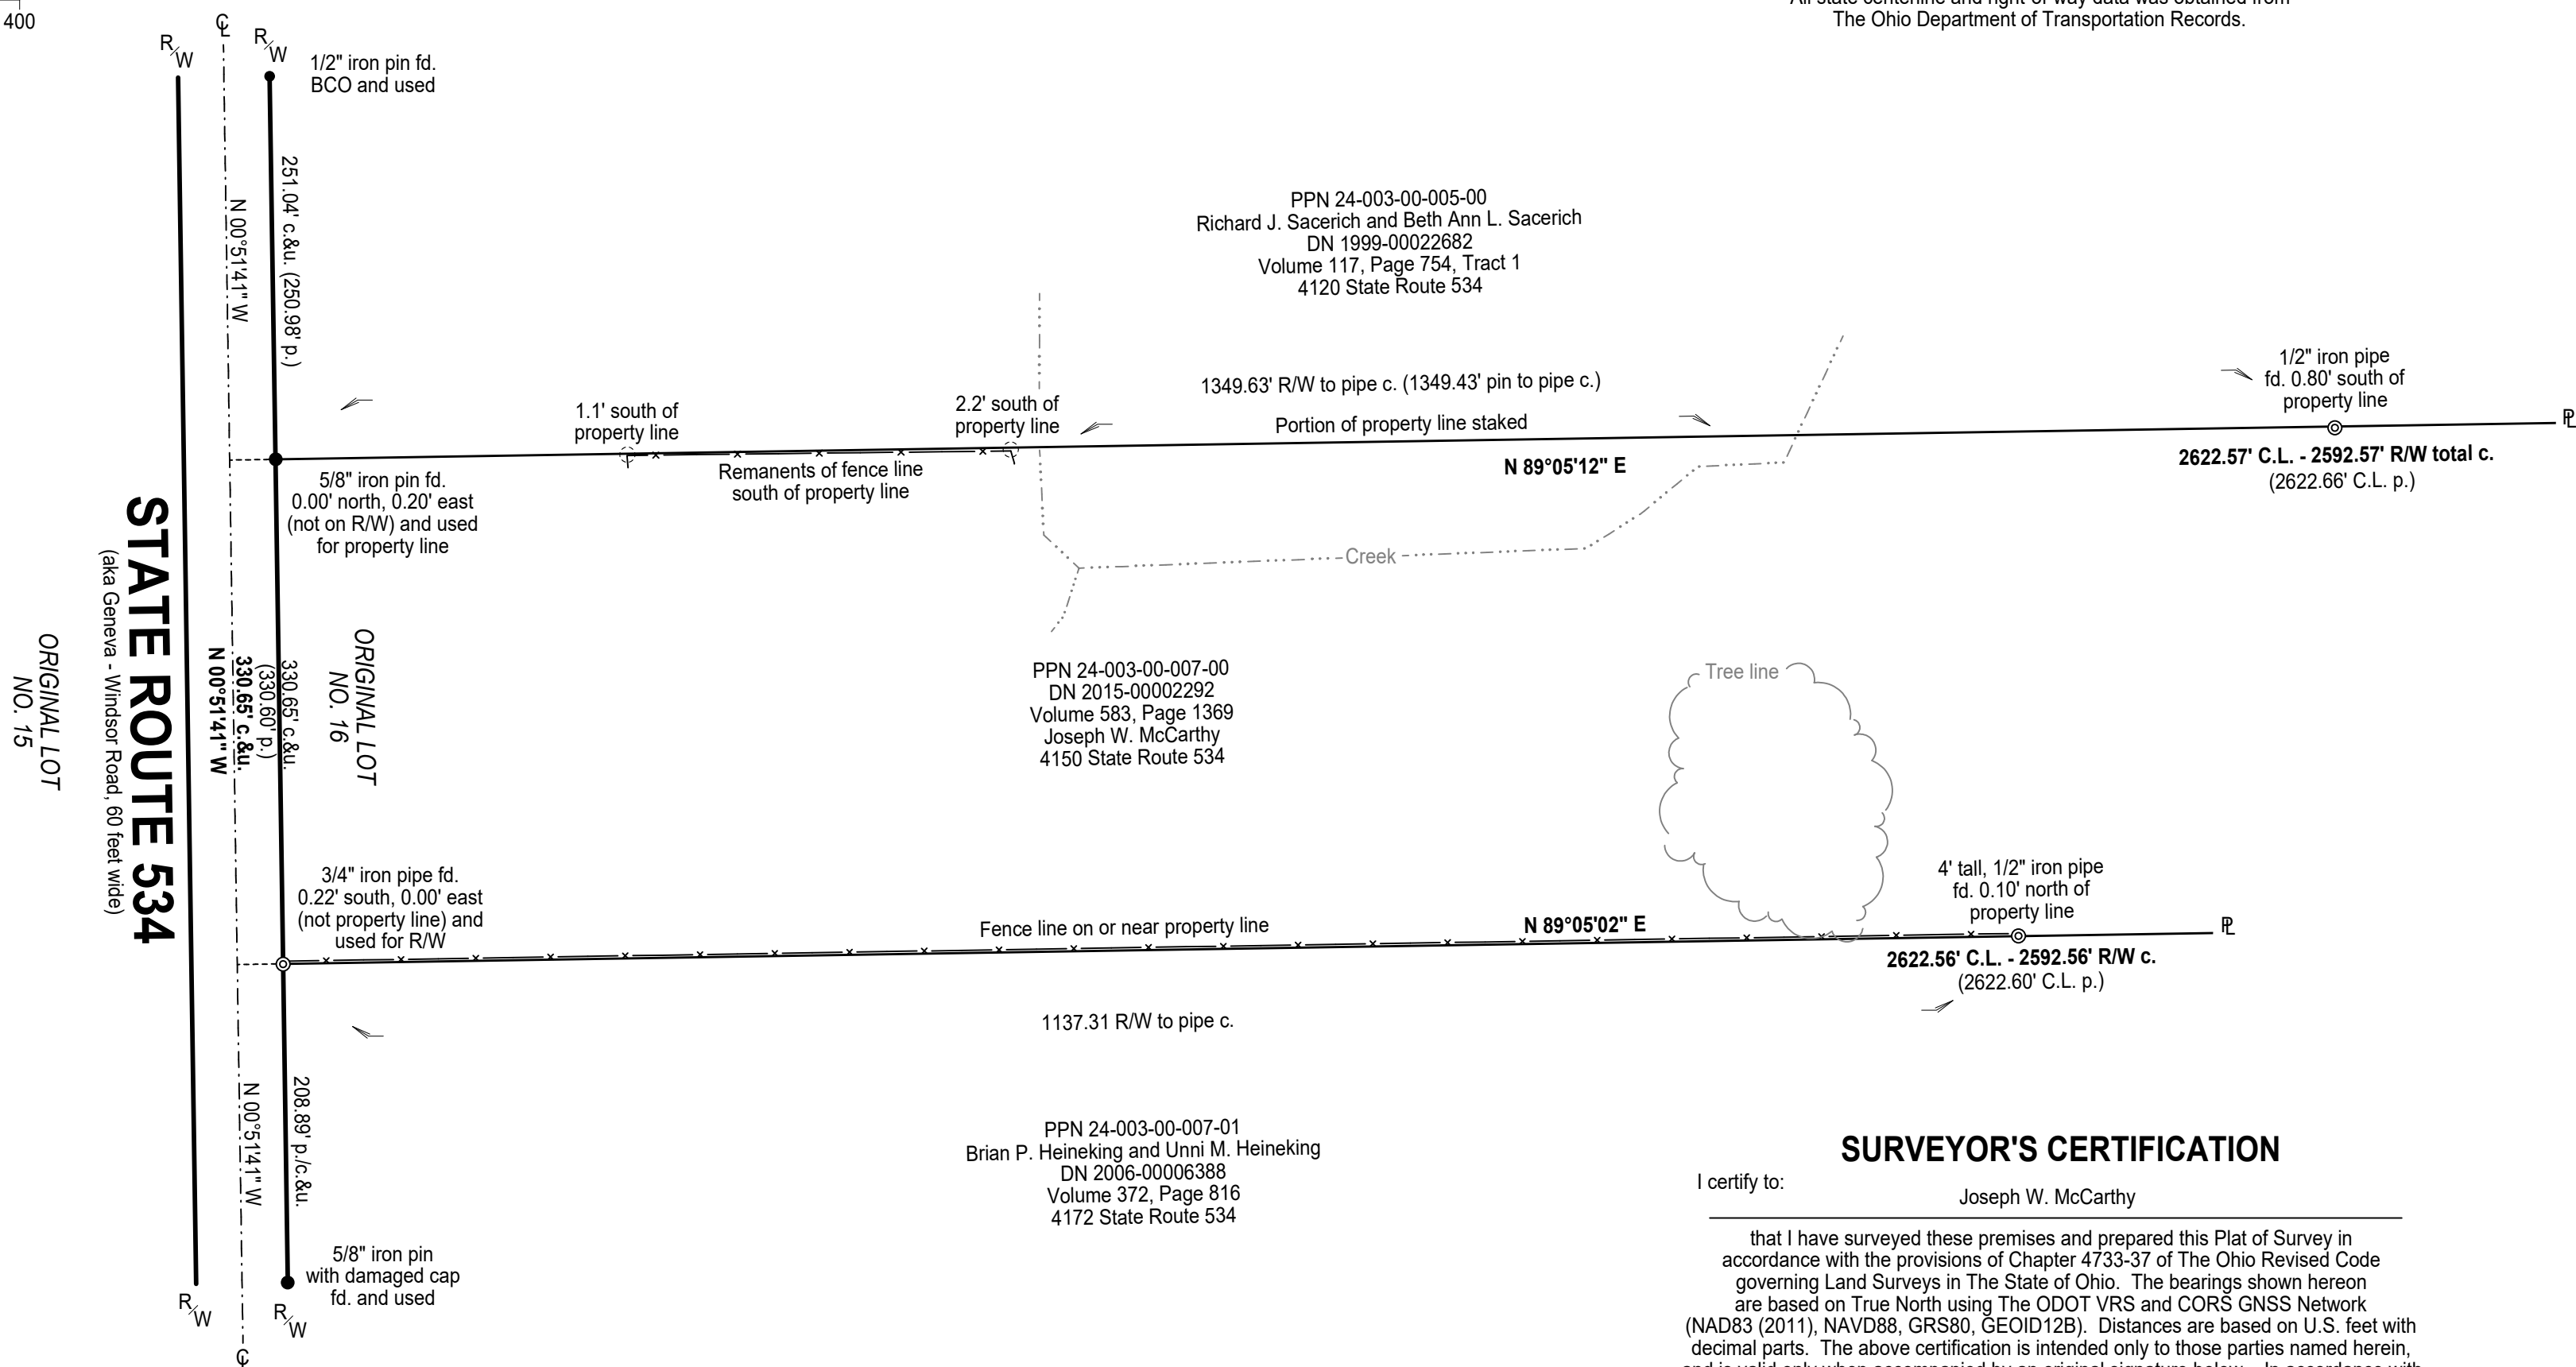 400
The Ohio Department of Transportation Records.
℄
R/W
R/W
1/2" iron pin fd.
BCO and used
251.04' c.&u. (250.98' p.)
N 00°51'41" W
PPN 24-003-00-005-00
Richard J. Sacerich and Beth Ann L. Sacerich
DN 1999-00022682
Volume 117, Page 754, Tract 1
4120 State Route 534
1349.63' R/W to pipe c. (1349.43' pin to pipe c.)
Portion of property line staked
1/2" iron pipe
fd. 0.80' south of
property line
1.1' south of
property line
2.2' south of
property line
Remanents of fence line
south of property line
N 89°05'12" E
2622.57' C.L. - 2592.57' R/W total c.
(2622.66' C.L. p.)
PL
5/8" iron pin fd.
0.00' north, 0.20' east
(not on R/W) and used
for property line
Creek
STATE ROUTE 534
(aka Geneva - Windsor Road, 60 feet wide)
ORIGINAL LOT
NO. 15
ORIGINAL LOT
NO. 16
330.65' c.&u.
(330.60' p.)
330.65' c.&u.
N 00°51'41" W
PPN 24-003-00-007-00
DN 2015-00002292
Volume 583, Page 1369
Joseph W. McCarthy
4150 State Route 534
Tree line
3/4" iron pipe fd.
0.22' south, 0.00' east
(not property line) and
used for R/W
Fence line on or near property line
N 89°05'02" E
4' tall, 1/2" iron pipe
fd. 0.10' north of
property line
PL
2622.56' C.L. - 2592.56' R/W c.
(2622.60' C.L. p.)
1137.31 R/W to pipe c.
208.89' p./c.&u.
N 00°51'41" W
PPN 24-003-00-007-01
Brian P. Heineking and Unni M. Heineking
DN 2006-00006388
Volume 372, Page 816
4172 State Route 534
5/8" iron pin
with damaged cap
fd. and used
R/W
R/W
℄
SURVEYOR'S CERTIFICATION
I certify to:
Joseph W. McCarthy
that I have surveyed these premises and prepared this Plat of Survey in
accordance with the provisions of Chapter 4733-37 of The Ohio Revised Code
governing Land Surveys in The State of Ohio.  The bearings shown hereon
are based on True North using The ODOT VRS and CORS GNSS Network
(NAD83 (2011), NAVD88, GRS80, GEOID12B).  Distances are based on U.S. feet with
decimal parts.  The above certification is intended only to those parties named herein,